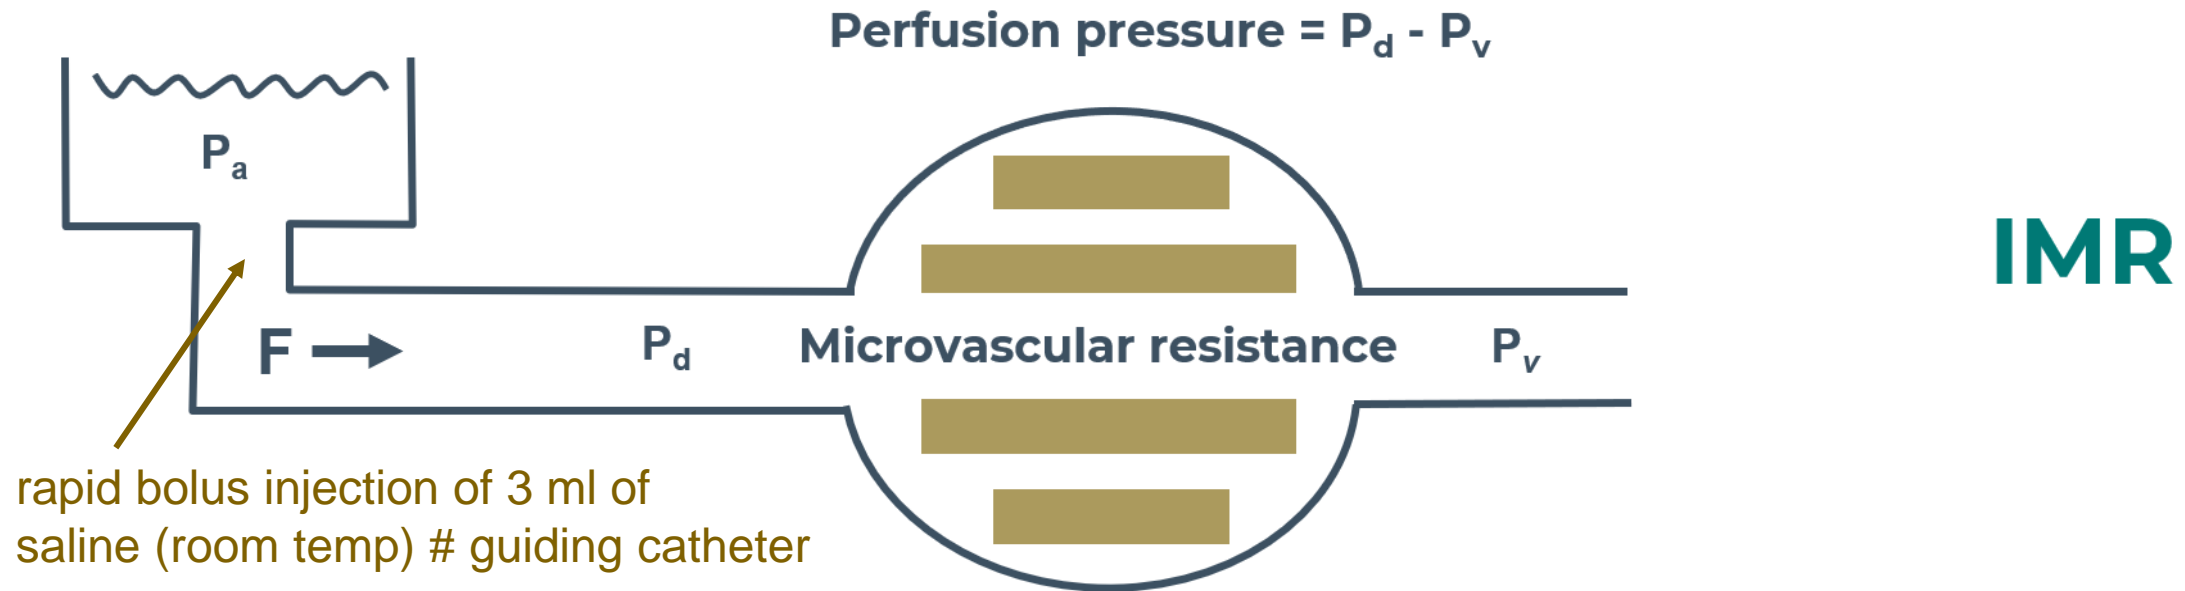 Perfusion pressure = Pd - Pv
Pa
IMR
F
Pd
Microvascular resistance
Pv
rapid bolus injection of 3 ml of
saline (room temp) # guiding catheter